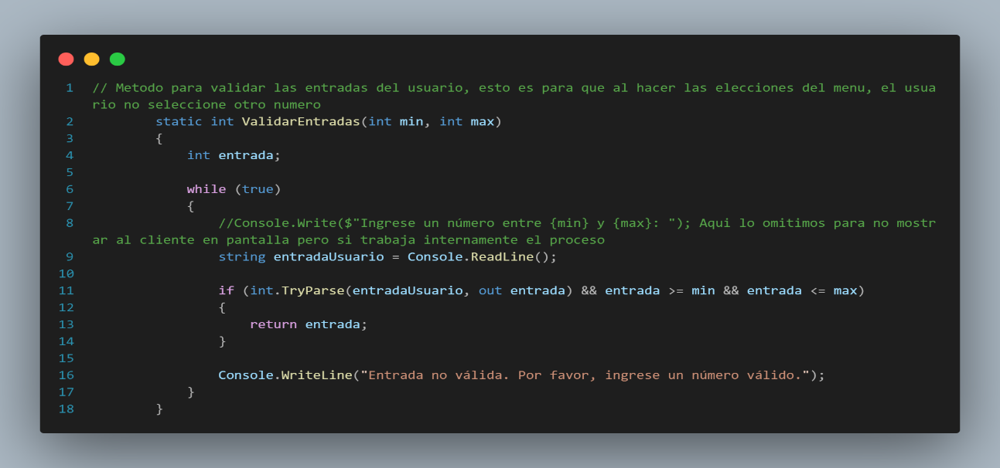 1 // Metodo para validar las entradas del usuario, esto es para que al hacer las elecciones del menu, el usua
rio no seleccione otro numero
2 static int ValidarEntradas(int min, int max)
3 {
4 int entrada;
5
6 while (true)
7 {
8 //Console.Write($"Ingrese un número entre {min} y {max}: "); Aqui lo omitimos para no mostr
ar al cliente en pantalla pero si trabaja internamente el proceso
9 string entradaUsuario = Console.ReadLine();
10
11 if (int.TryParse(entradaUsuario, out entrada) && entrada >= min && entrada <= max)
12 {
13 return entrada;
14 }
15
16 Console.WriteLine("Entrada no válida. Por favor, ingrese un número válido.");
17 }
18 }